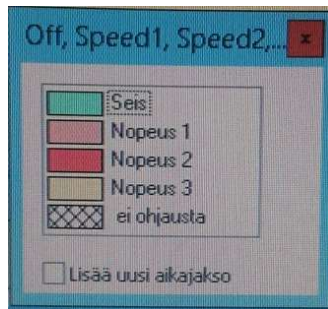 Off, Speed1, Speed2,...
Seis
Nopeus 1
Nopeus 2
Nopeus 3
ei ohjausta
Lisää uusi aikajakso